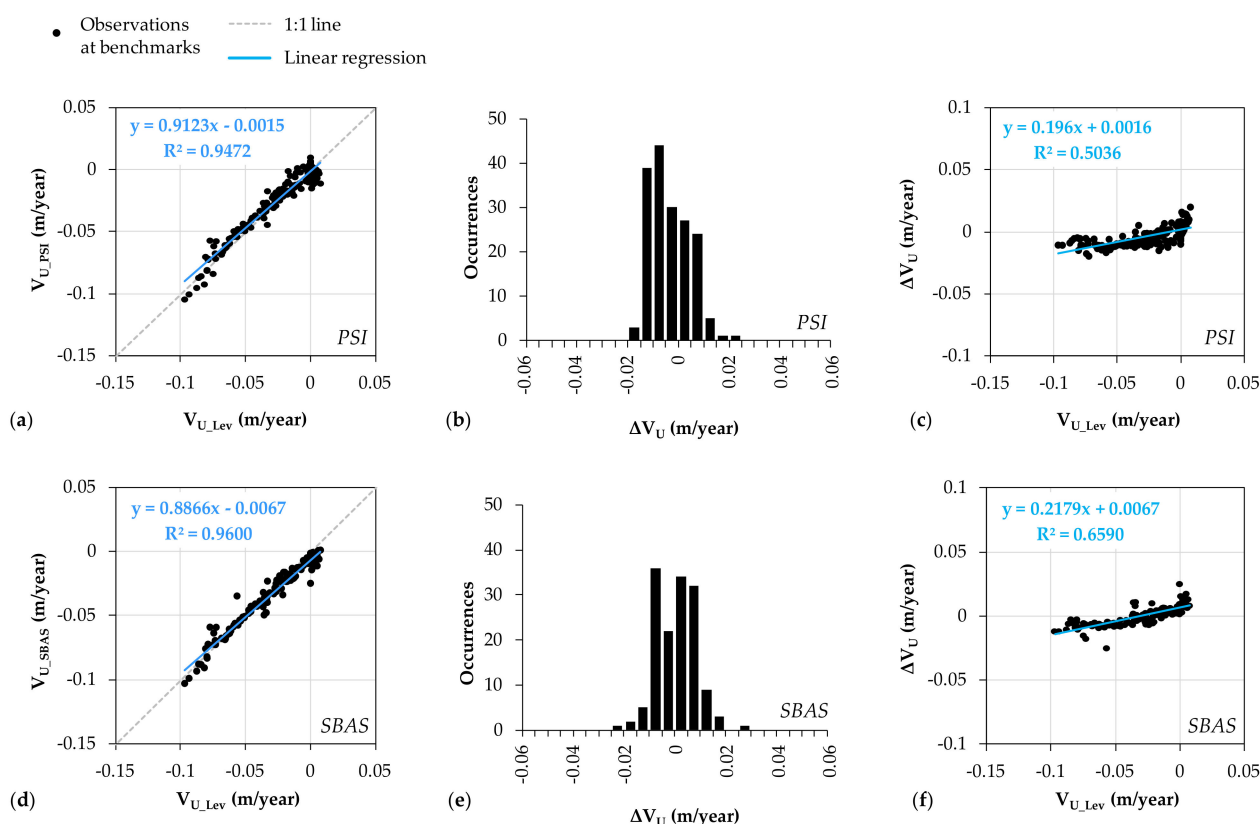 Observations
at benchmarks
1:1 line
Linear regression
0.05
0
-0.05
-0.1
-0.15
V_U_PSI (m/year)
y = 0.9123x - 0.0015
R² = 0.9472
PSI
-0.15 -0.1 -0.05 0 0.05
(a) V_U_Lev (m/year)
50
40
30
20
10
0
Occurrences
PSI
-0.06 -0.04 -0.02 0 0.02 0.04 0.06
(b) ΔV_U (m/year)
0.1
0.05
0
-0.05
-0.1
ΔV_U (m/year)
y = 0.196x + 0.0016
R² = 0.5036
PSI
-0.15 -0.1 -0.05 0 0.05
(c) V_U_Lev (m/year)
0.05
0
-0.05
-0.1
-0.15
V_U_SBAS (m/year)
y = 0.8866x - 0.0067
R² = 0.9600
SBAS
-0.15 -0.1 -0.05 0 0.05
(d) V_U_Lev (m/year)
50
40
30
20
10
0
Occurrences
SBAS
-0.06 -0.04 -0.02 0 0.02 0.04 0.06
(e) ΔV_U (m/year)
0.1
0.05
0
-0.05
-0.1
ΔV_U (m/year)
y = 0.2179x + 0.0067
R² = 0.6590
SBAS
-0.15 -0.1 -0.05 0 0.05
(f) V_U_Lev (m/year)